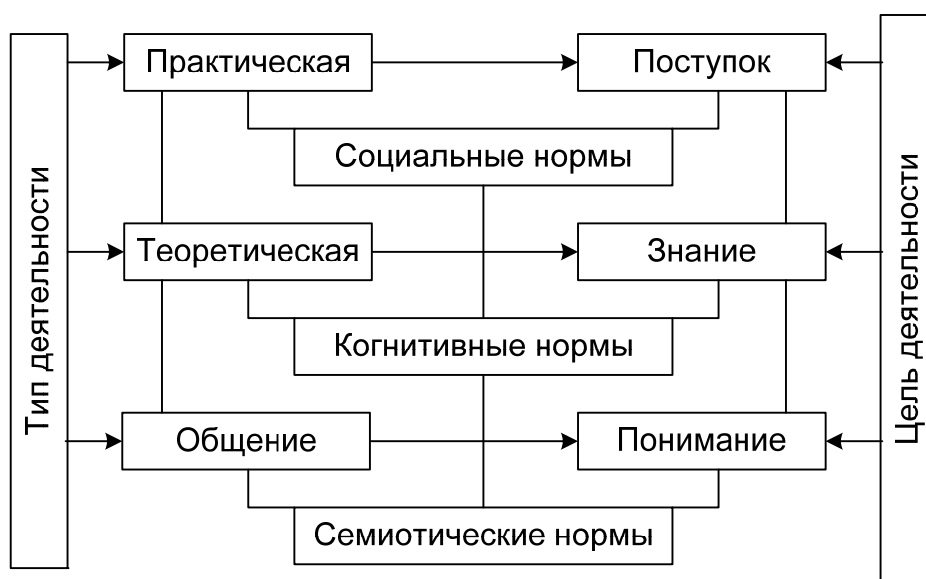 Тип деятельности
Практическая
Поступок
Социальные нормы
Теоретическая
Знание
Когнитивные нормы
Общение
Понимание
Семиотические нормы
Цель деятельности